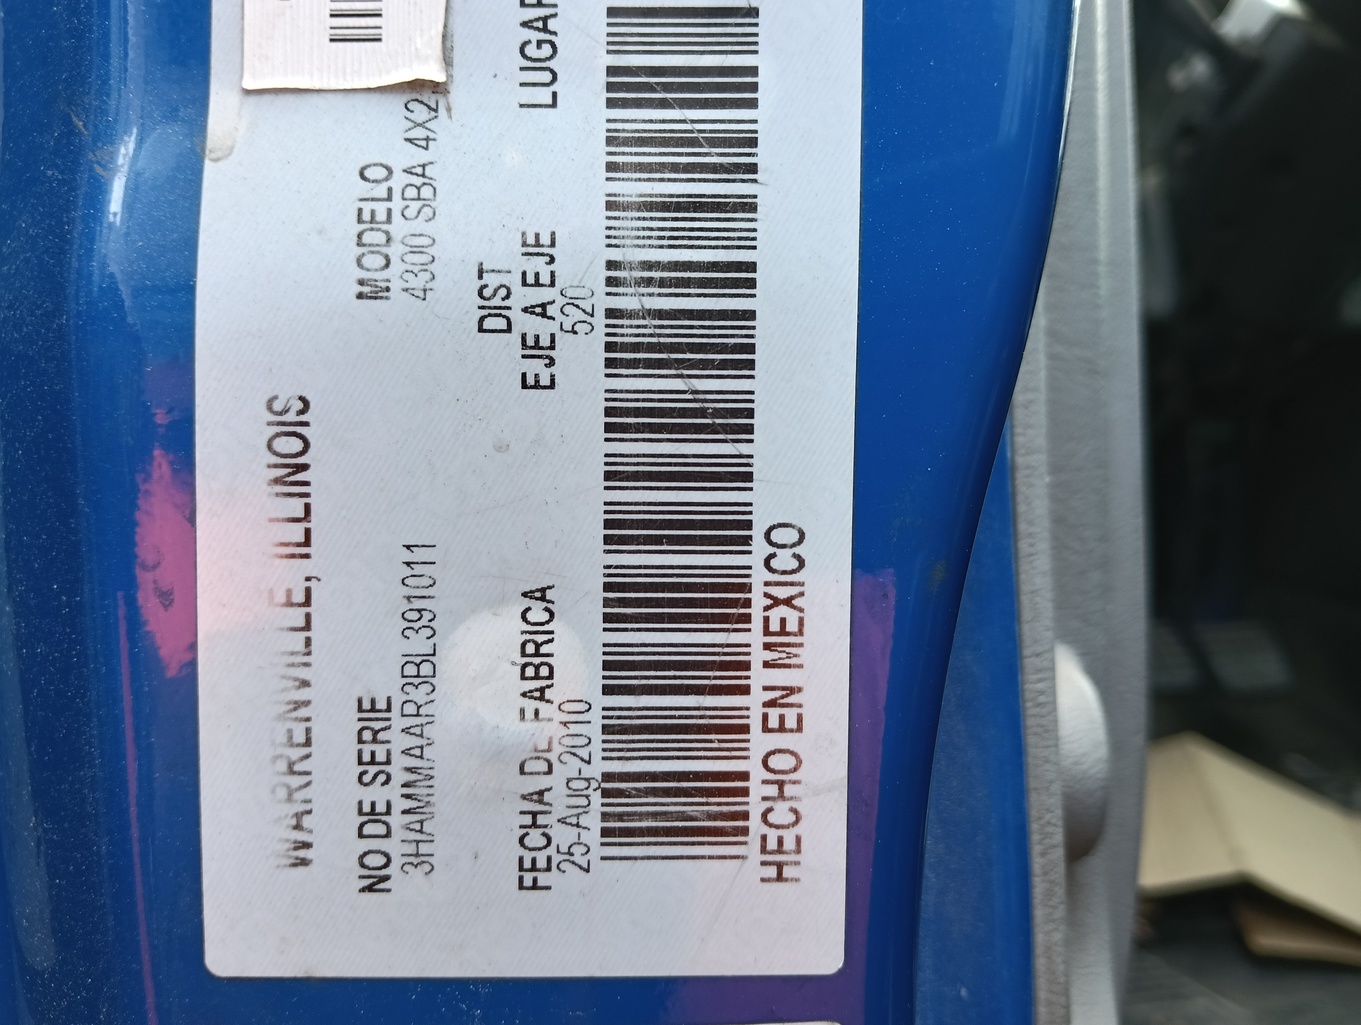 WARRENVILLE, ILLINOIS
NO DE SERIE
3HAMMAAR3BL391011
MODELO
4300 SBA 4X2
FECHA DE FABRICA
25-Aug-2010
DIST
EJE A EJE
520
LUGAR
HECHO EN MEXICO